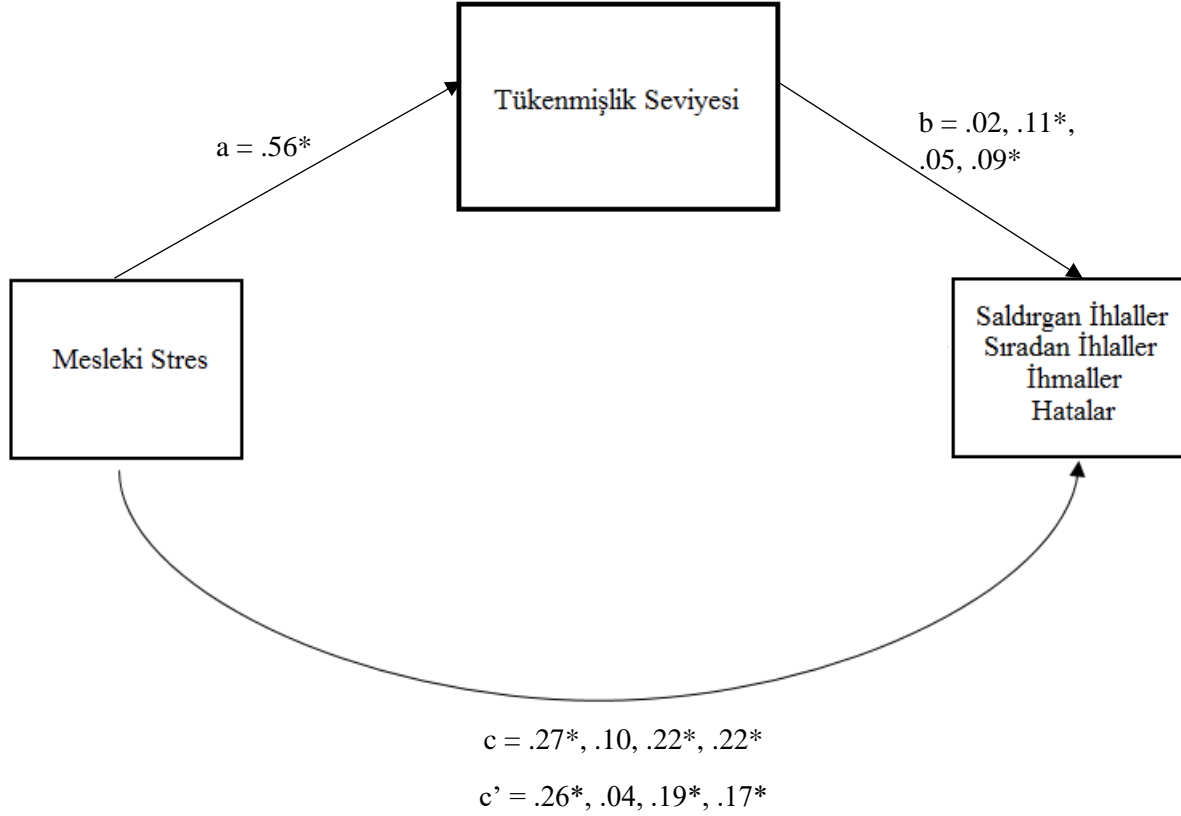 Tükenmişlik Seviyesi
a = .56*
b = .02, .11*,
.05, .09*
Mesleki Stres
Saldırgan İhlaller
Sıradan İhlaller
İhmaller
Hatalar
c = .27*, .10, .22*, .22*
c’ = .26*, .04, .19*, .17*